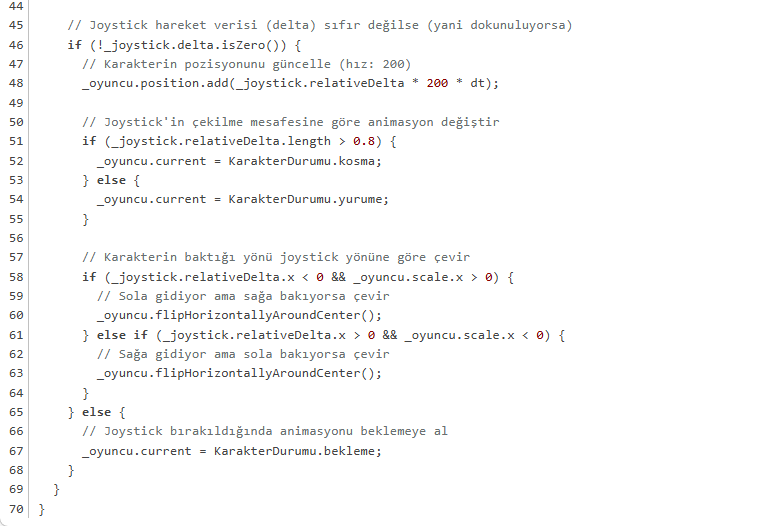 44
45 // Joystick hareket verisi (delta) sıfır değilse (yani dokunuluyorsa)
46 if (!_joystick.delta.isZero()) {
47 // Karakterin pozisyonunu güncelle (hız: 200)
48 _oyuncu.position.add(_joystick.relativeDelta * 200 * dt);
49
50 // Joystick'in çekilme mesafesine göre animasyon değiştir
51 if (_joystick.relativeDelta.length > 0.8) {
52 _oyuncu.current = KarakterDurumu.kosma;
53 } else {
54 _oyuncu.current = KarakterDurumu.yurume;
55 }
56
57 // Karakterin baktığı yönü joystick yönüne göre çevir
58 if (_joystick.relativeDelta.x < 0 && _oyuncu.scale.x > 0) {
59 // Sola gidiyor ama sağa bakıyorsa çevir
60 _oyuncu.flipHorizontallyAroundCenter();
61 } else if (_joystick.relativeDelta.x > 0 && _oyuncu.scale.x < 0) {
62 // Sağa gidiyor ama sola bakıyorsa çevir
63 _oyuncu.flipHorizontallyAroundCenter();
64 }
65 } else {
66 // Joystick bırakıldığında animasyonu beklemeye al
67 _oyuncu.current = KarakterDurumu.bekleme;
68 }
69 }
70 }